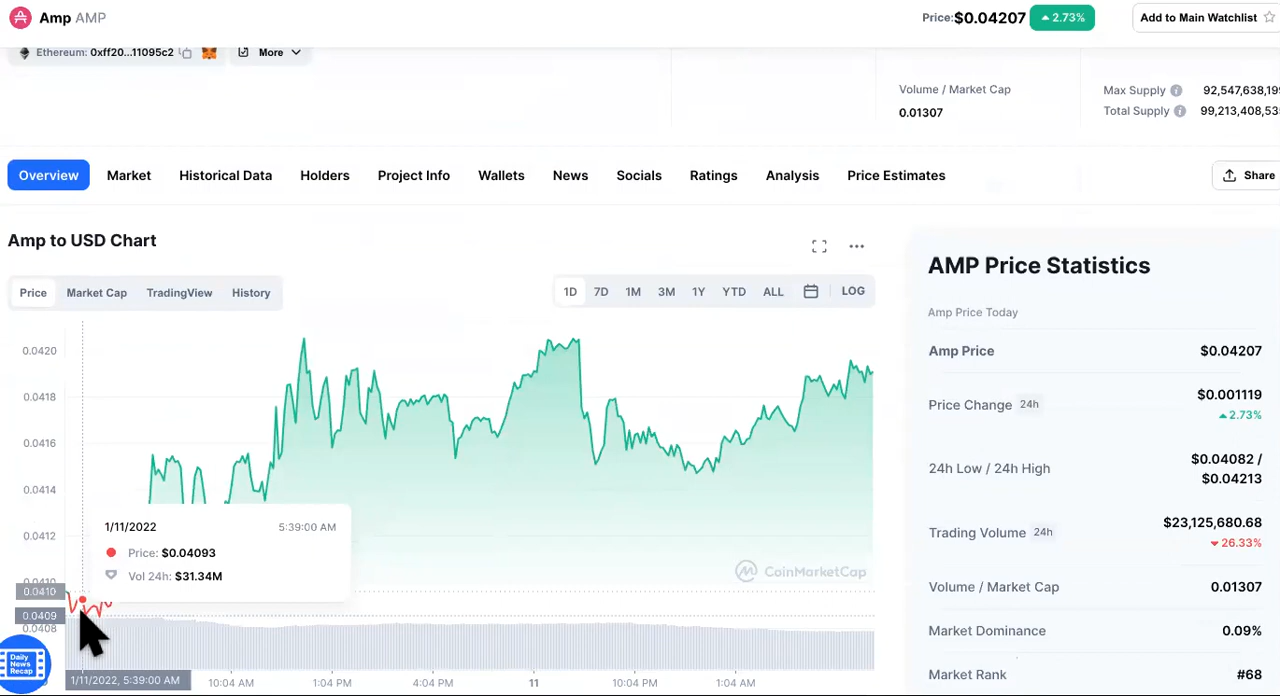 Amp AMP
Price:$0.04207 2.73%
Add to Main Watchlist
Ethereum: 0xff20...11095c2
More
Volume / Market Cap
0.01307
Max Supply 92,547,638,199
Total Supply 99,213,408,535
Overview Market Historical Data Holders Project Info Wallets News Socials Ratings Analysis Price Estimates
Share
Amp to USD Chart
Price Market Cap TradingView History
1D 7D 1M 3M 1Y YTD ALL LOG
0.0420
0.0418
0.0416
0.0414
0.0412
0.0410
0.0410
0.0409
0.0408
1/11/2022 5:39:00 AM
Price: $0.04093
Vol 24h: $31.34M
CoinMarketCap
1/11/2022, 5:39:00 AM
10:04 AM 1:04 PM 4:04 PM 11 10:04 PM 1:04 AM
Daily
News
Recap
AMP Price Statistics
Amp Price Today
Amp Price $0.04207
Price Change 24h $0.001119
2.73%
24h Low / 24h High $0.04082 /
$0.04213
Trading Volume 24h $23,125,680.68
26.33%
Volume / Market Cap 0.01307
Market Dominance 0.09%
Market Rank #68